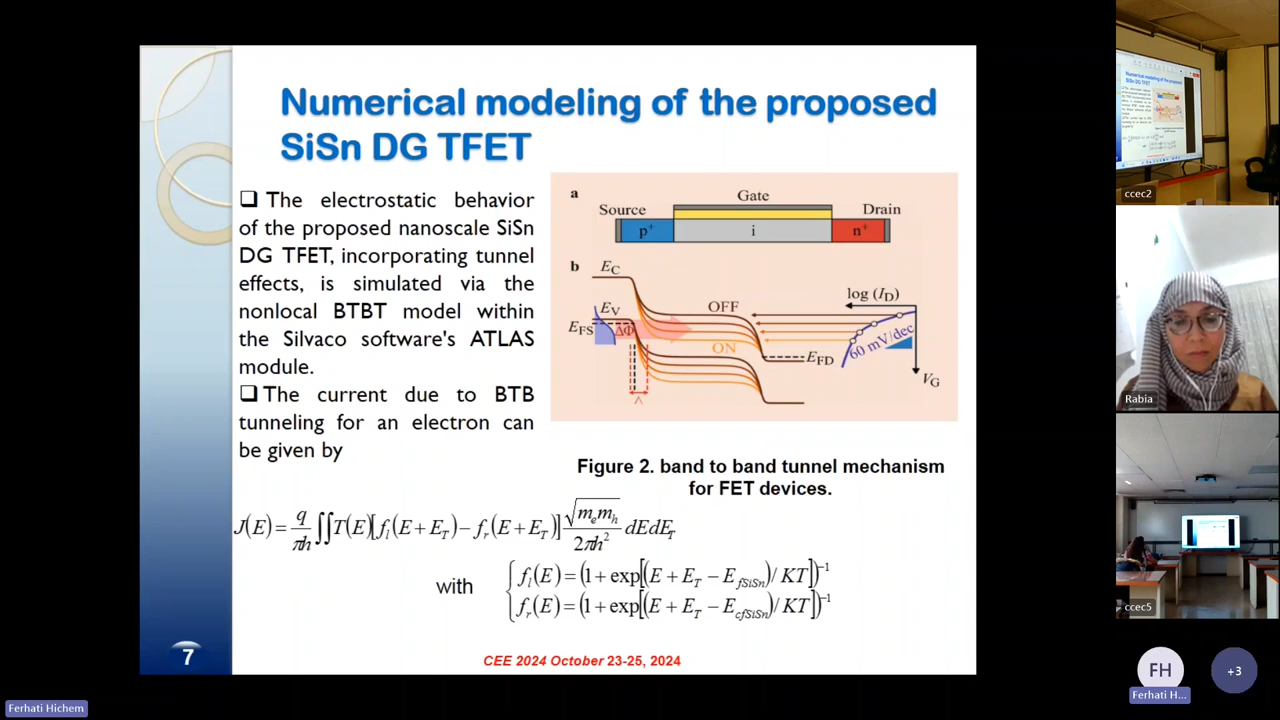 Numerical modeling of the proposed
SiSn DG TFET
❑ The electrostatic behavior
of the proposed nanoscale SiSn
DG TFET, incorporating tunnel
effects, is simulated via the
nonlocal BTBT model within
the Silvaco software's ATLAS
module.
❑ The current due to BTB
tunneling for an electron can
be given by
a
Gate
Source
Drain
p+
i
n+
b
E_C
OFF
log (I_D)
E_V
E_FS
ΔΦ
ON
60 mV/dec
E_FD
V_G
Λ
Figure 2. band to band tunnel mechanism
for FET devices.
J(E) = q/πh ∫∫ T(E)[f_l(E + E_T) − f_r(E + E_T)] √(m_e m_h)/2πh² dEdE_T
with
f_l(E) = (1 + exp[(E + E_T − E_fSiSn)/ KT])^−1
f_r(E) = (1 + exp[(E + E_T − E_cfSiSn)/ KT])^−1
7
CEE 2024 October 23-25, 2024
Ferhati Hichem
ccec2
Rabia
ccec5
FH
Ferhati H...
+3